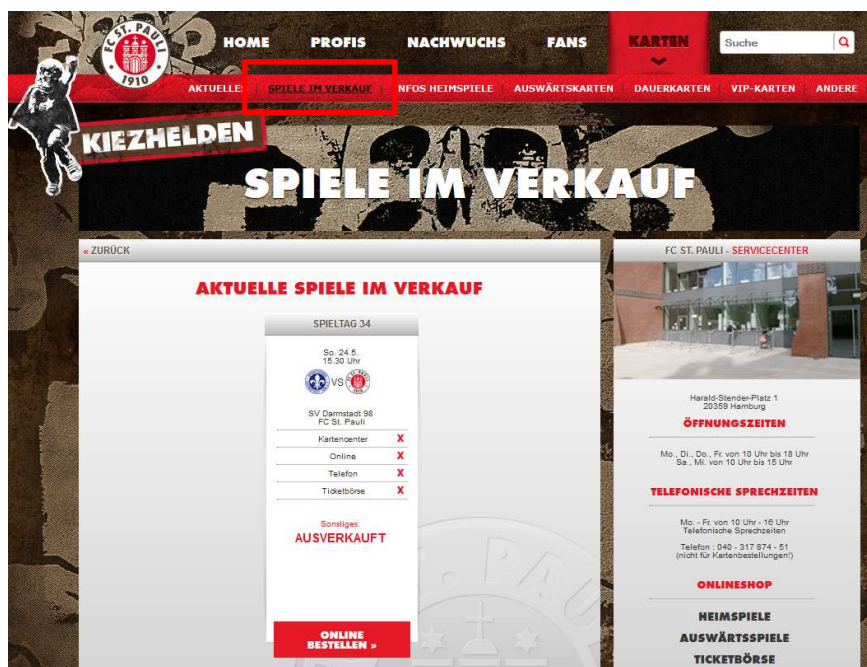 FC ST. PAULI
1910
HOME PROFIS NACHWUCHS FANS KARTEN Suche
AKTUELLES SPIELE IM VERKAUF INFOS HEIMSPIELE AUSWÄRTSKARTEN DAUERKARTEN VIP-KARTEN ANDERE
KIEZHELDEN
SPIELE IM VERKAUF
« ZURÜCK
AKTUELLE SPIELE IM VERKAUF
SPIELTAG 34
So. 24.5.
15.30 Uhr
VS
SV Darmstadt 98
FC St. Pauli
Kartencenter X
Online X
Telefon X
Ticketbörse X
Sonstiges:
AUSVERKAUFT
ONLINE
BESTELLEN »
FC ST. PAULI - SERVICECENTER
Harald-Stender-Platz 1
20359 Hamburg
ÖFFNUNGSZEITEN
Mo., Di., Do., Fr. von 10 Uhr bis 18 Uhr
Sa., Mi. von 10 Uhr bis 15 Uhr
TELEFONISCHE SPRECHZEITEN
Mo. - Fr. von 10 Uhr - 16 Uhr
Telefonische Sprechzeiten
Telefon : 040 - 317 874 - 51
(nicht für Kartenbestellungen!)
ONLINESHOP
HEIMSPIELE
AUSWÄRTSSPIELE
TICKETBÖRSE